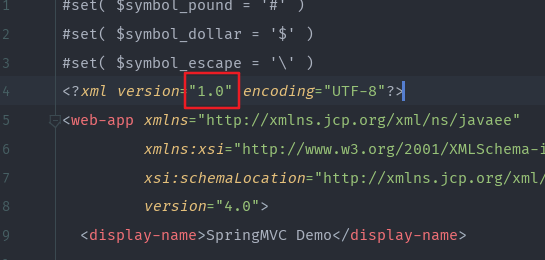 1 #set( $symbol_pound = '#' )
2 #set( $symbol_dollar = '$' )
3 #set( $symbol_escape = '\' )
4 <?xml version="1.0" encoding="UTF-8"?>
5 <web-app xmlns="http://xmlns.jcp.org/xml/ns/javaee"
6 xmlns:xsi="http://www.w3.org/2001/XMLSchema-i
7 xsi:schemaLocation="http://xmlns.jcp.org/xml/
8 version="4.0">
9 <display-name>SpringMVC Demo</display-name>